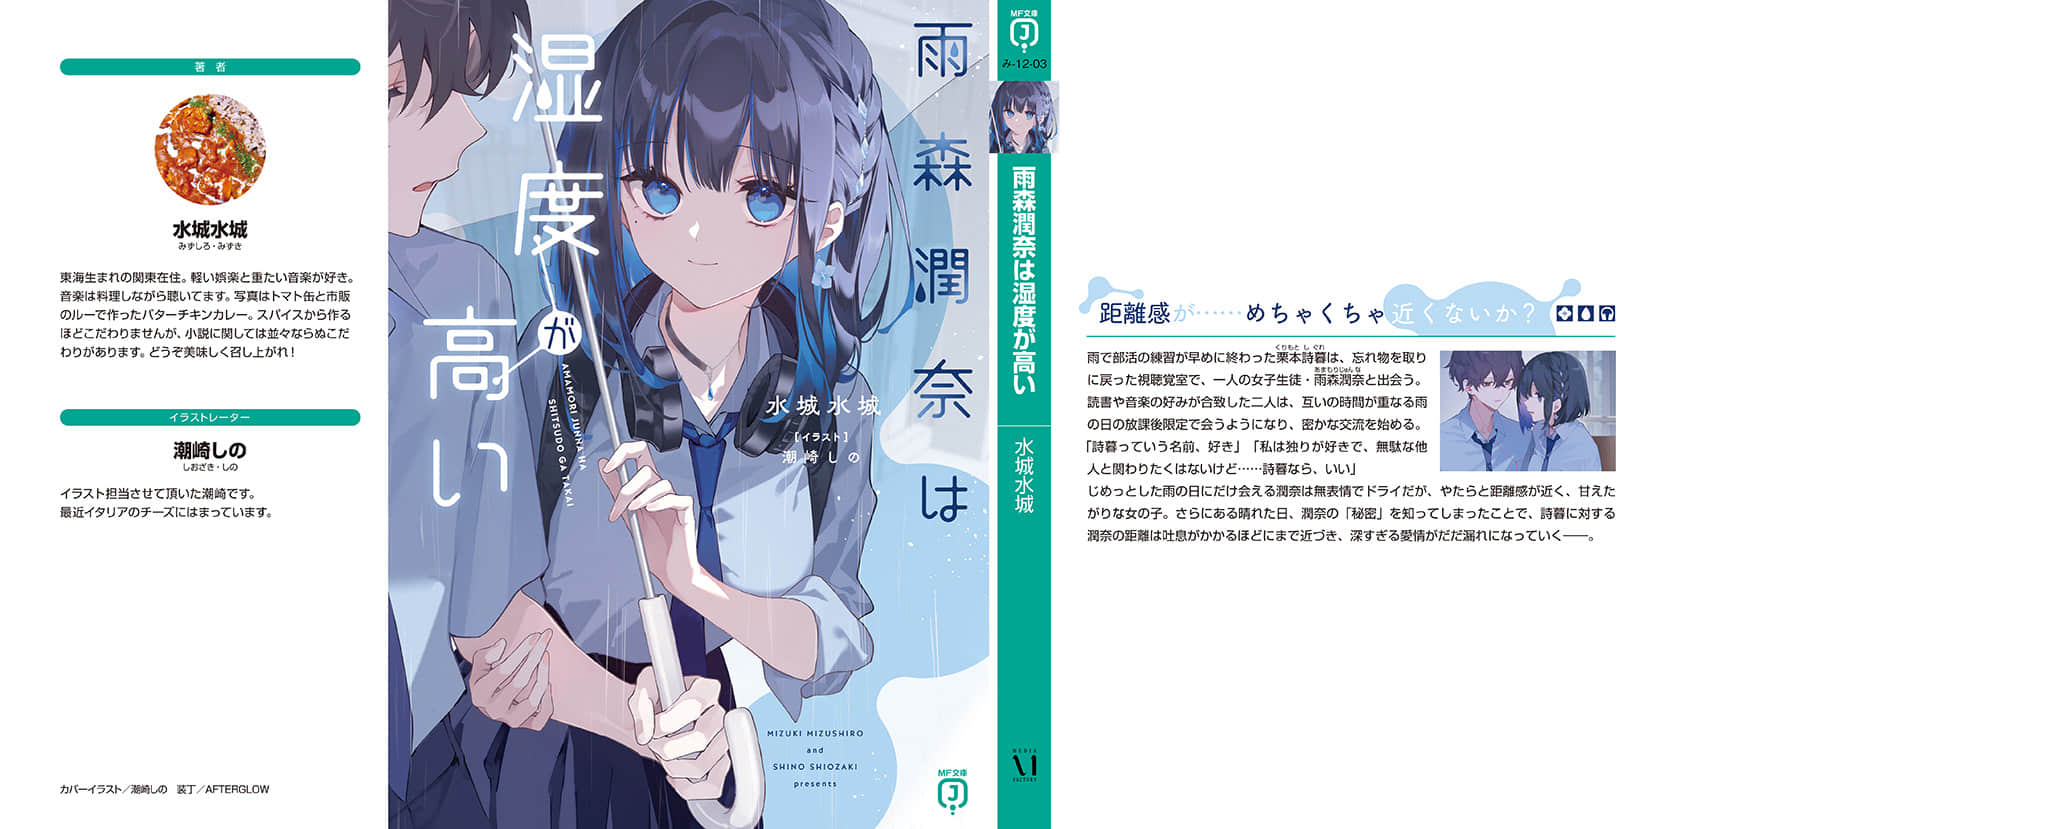 著　者
水城水城
みずしろ・みずき
東海生まれの関東在住。軽い娯楽と重たい音楽が好き。
音楽は料理しながら聴いてます。写真はトマト缶と市販
のルーで作ったバターチキンカレー。スパイスから作る
ほどこだわりませんが、小説に関しては並々ならぬこだ
わりがあります。どうぞ美味しく召し上がれ！
イラストレーター
潮崎しの
しおざき・しの
イラスト担当させて頂いた潮崎です。
最近イタリアのチーズにはまっています。
カバーイラスト／潮崎しの　装丁／AFTERGLOW
雨森潤奈は
湿度が
高い
AMAMORI JUNNA HA
SHITSUDO GA TAKAI
水城水城
［イラスト］
潮崎しの
MIZUKI MIZUSHIRO
and
SHINO SHIOZAKI
presents
MF文庫
J
MF文庫
J
み-12-03
雨森潤奈は湿度が高い
水城水城
MEDIA
FACTORY
距離感が……めちゃくちゃ近くないか？
くりもと し ぐれ
雨で部活の練習が早めに終わった栗本詩暮は、忘れ物を取り
あまもりじゅん な
に戻った視聴覚室で、一人の女子生徒・雨森潤奈と出会う。
読書や音楽の好みが合致した二人は、互いの時間が重なる雨
の日の放課後限定で会うようになり、密かな交流を始める。
「詩暮っていう名前、好き」「私は独りが好きで、無駄な他
人と関わりたくはないけど……詩暮なら、いい」
じめっとした雨の日にだけ会える潤奈は無表情でドライだが、やたらと距離感が近く、甘えた
がりな女の子。さらにある晴れた日、潤奈の「秘密」を知ってしまったことで、詩暮に対する
潤奈の距離は吐息がかかるほどにまで近づき、深すぎる愛情がだだ漏れになっていく――。